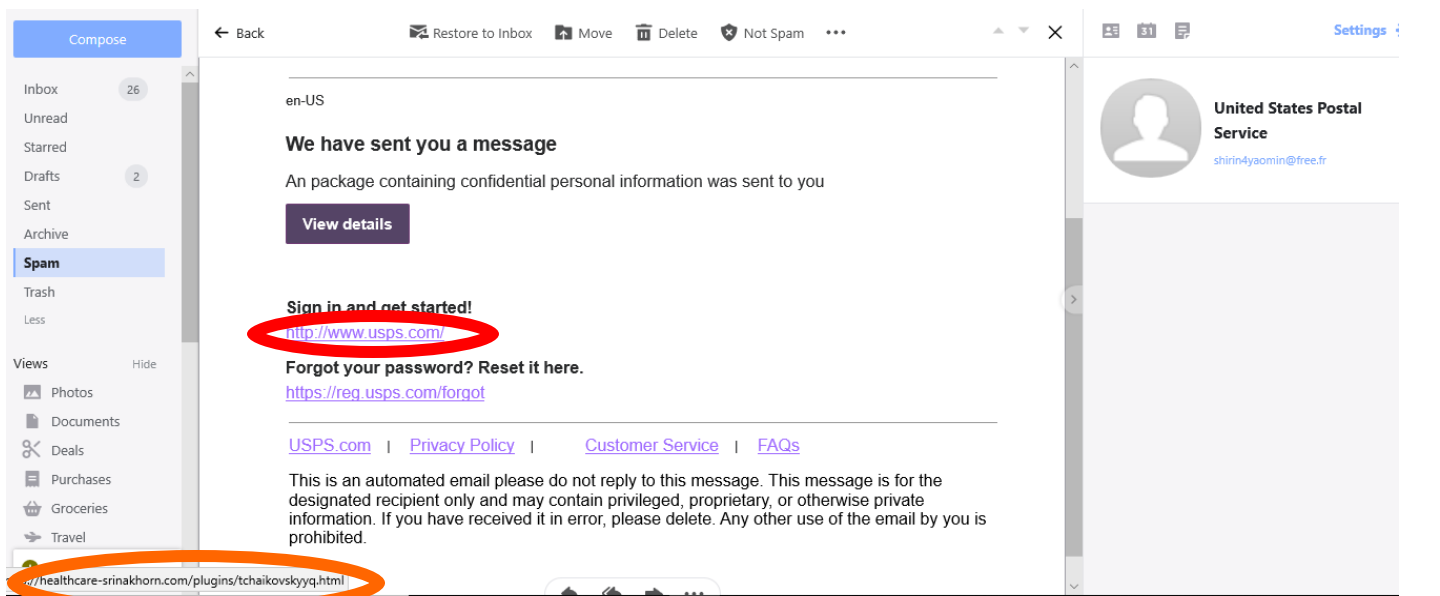 Compose
Back
Restore to Inbox
Move
Delete
Not Spam
Settings
31
Inbox 26
Unread
Starred
Drafts 2
Sent
Archive
Spam
Trash
Less
Views Hide
Photos
Documents
Deals
Purchases
Groceries
Travel
en-US
We have sent you a message
An package containing confidential personal information was sent to you
View details
Sign in and get started!
http://www.usps.com/
Forgot your password? Reset it here.
https://reg.usps.com/forgot
USPS.com | Privacy Policy | Customer Service | FAQs
This is an automated email please do not reply to this message. This message is for the
designated recipient only and may contain privileged, proprietary, or otherwise private
information. If you have received it in error, please delete. Any other use of the email by you is
prohibited.
United States Postal
Service
shirin4yaomin@free.fr
//healthcare-srinakhorn.com/plugins/tchaikovskyyq.html